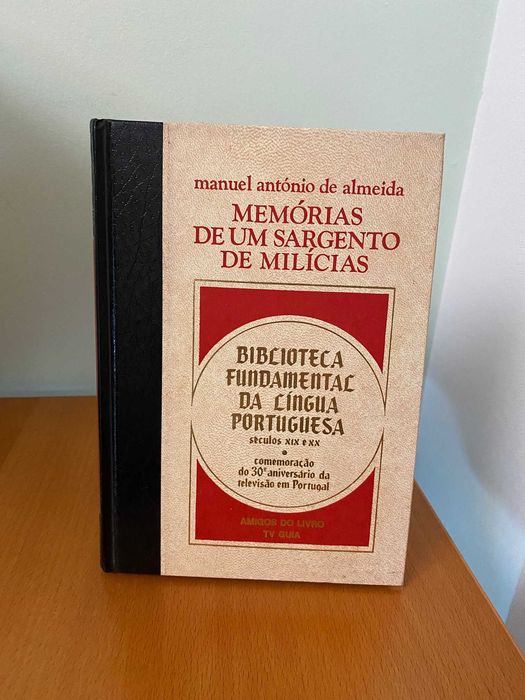 manuel antónio de almeida
MEMÓRIAS
DE UM SARGENTO
DE MILÍCIAS
BIBLIOTECA
FUNDAMENTAL
DA LÍNGUA
PORTUGUESA
séculos XIX e XX
•
comemoração
do 30º aniversário da
televisão em Portugal
AMIGOS DO LIVRO
TV GUIA